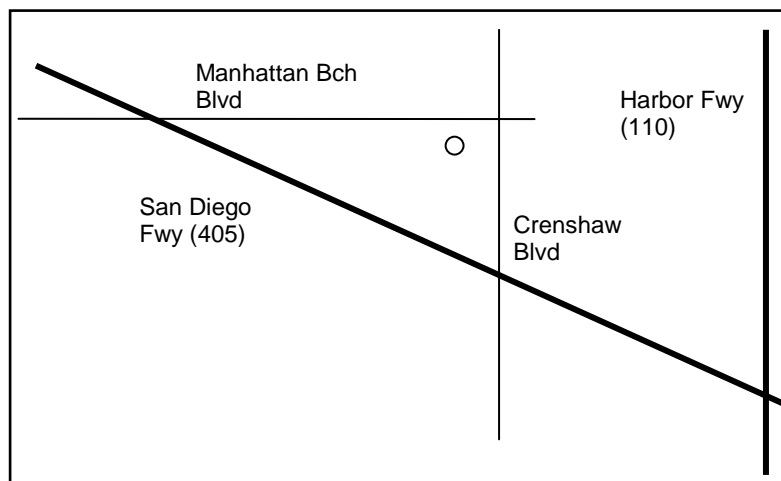 Manhattan Bch
Blvd
Harbor Fwy
(110)
San Diego
Fwy (405)
Crenshaw
Blvd